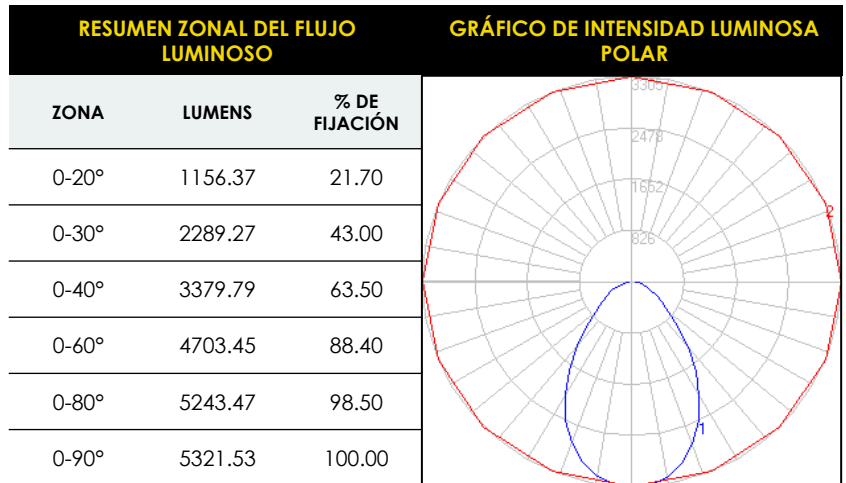 RESUMEN ZONAL DEL FLUJO
LUMINOSO
GRÁFICO DE INTENSIDAD LUMINOSA
POLAR
ZONA LUMENS % DE
FIJACIÓN
0-20° 1156.37 21.70
0-30° 2289.27 43.00
0-40° 3379.79 63.50
0-60° 4703.45 88.40
0-80° 5243.47 98.50
0-90° 5321.53 100.00
3305
2478
1652
826
2
1